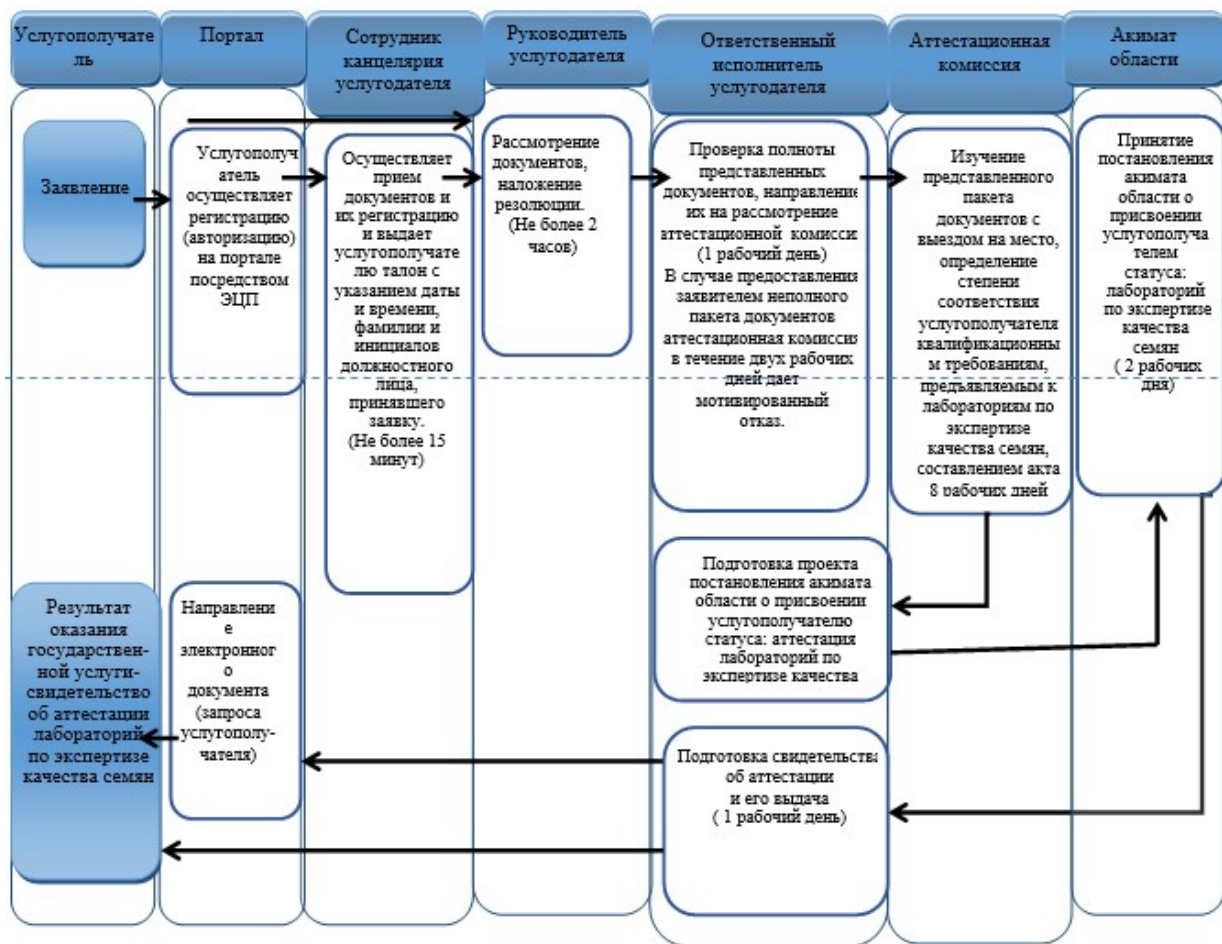 Услугополучате
ль
Портал
Сотрудник
канцелярия
услугодателя
Руководитель
услугодателя
Ответственный
исполнитель
услугодателя
Аттестационная
комиссия
Акимат
области
Заявление
Услугополуч
атель
осуществляет
регистрацию
(авторизацию)
на портале
посредством
ЭЦП
Осуществляет
прием
документов и
их регистрацию
и выдает
услугополучате
лю талон с
указанием даты
и времени,
фамилии и
инициалов
должностного
лица,
принявшего
заявку.
(Не более 15
минут)
Рассмотрение
документов,
наложение
резолюции.
(Не более 2
часов)
Проверка полноты
представленных
документов, направление
их на рассмотрение
аттестационной комиссии
(1 рабочий день)
В случае предоставления
заявителем неполного
пакета документов
аттестационная комиссия
в течение двух рабочих
дней дает
мотивированный
отказ.
Изучение
представленного
пакета
документов с
выездом на место,
определение
степени
соответствия
услугополучателя
квалификационны
м требованиям,
предъявляемым к
лабораториям по
экспертизе
качества семян,
составлением акта
8 рабочих дней
Принятие
постановления
акимата
области о
присвоении
услугополуча
телем
статуса:
лабораторий
по экспертизе
качества
семян
( 2 рабочих
дня)
Подготовка проекта
постановления акимата
области о присвоении
услугополучателю
статуса: аттестация
лабораторий по
экспертизе качества
Результат
оказания
государствен-
ной услуги-
свидетельство
об аттестации
лабораторий
по экспертизе
качества семян
Направлени
е
электронног
о
документа
(запроса
услугополу-
чателя)
Подготовка свидетельства
об аттестации
и его выдача
( 1 рабочий день)